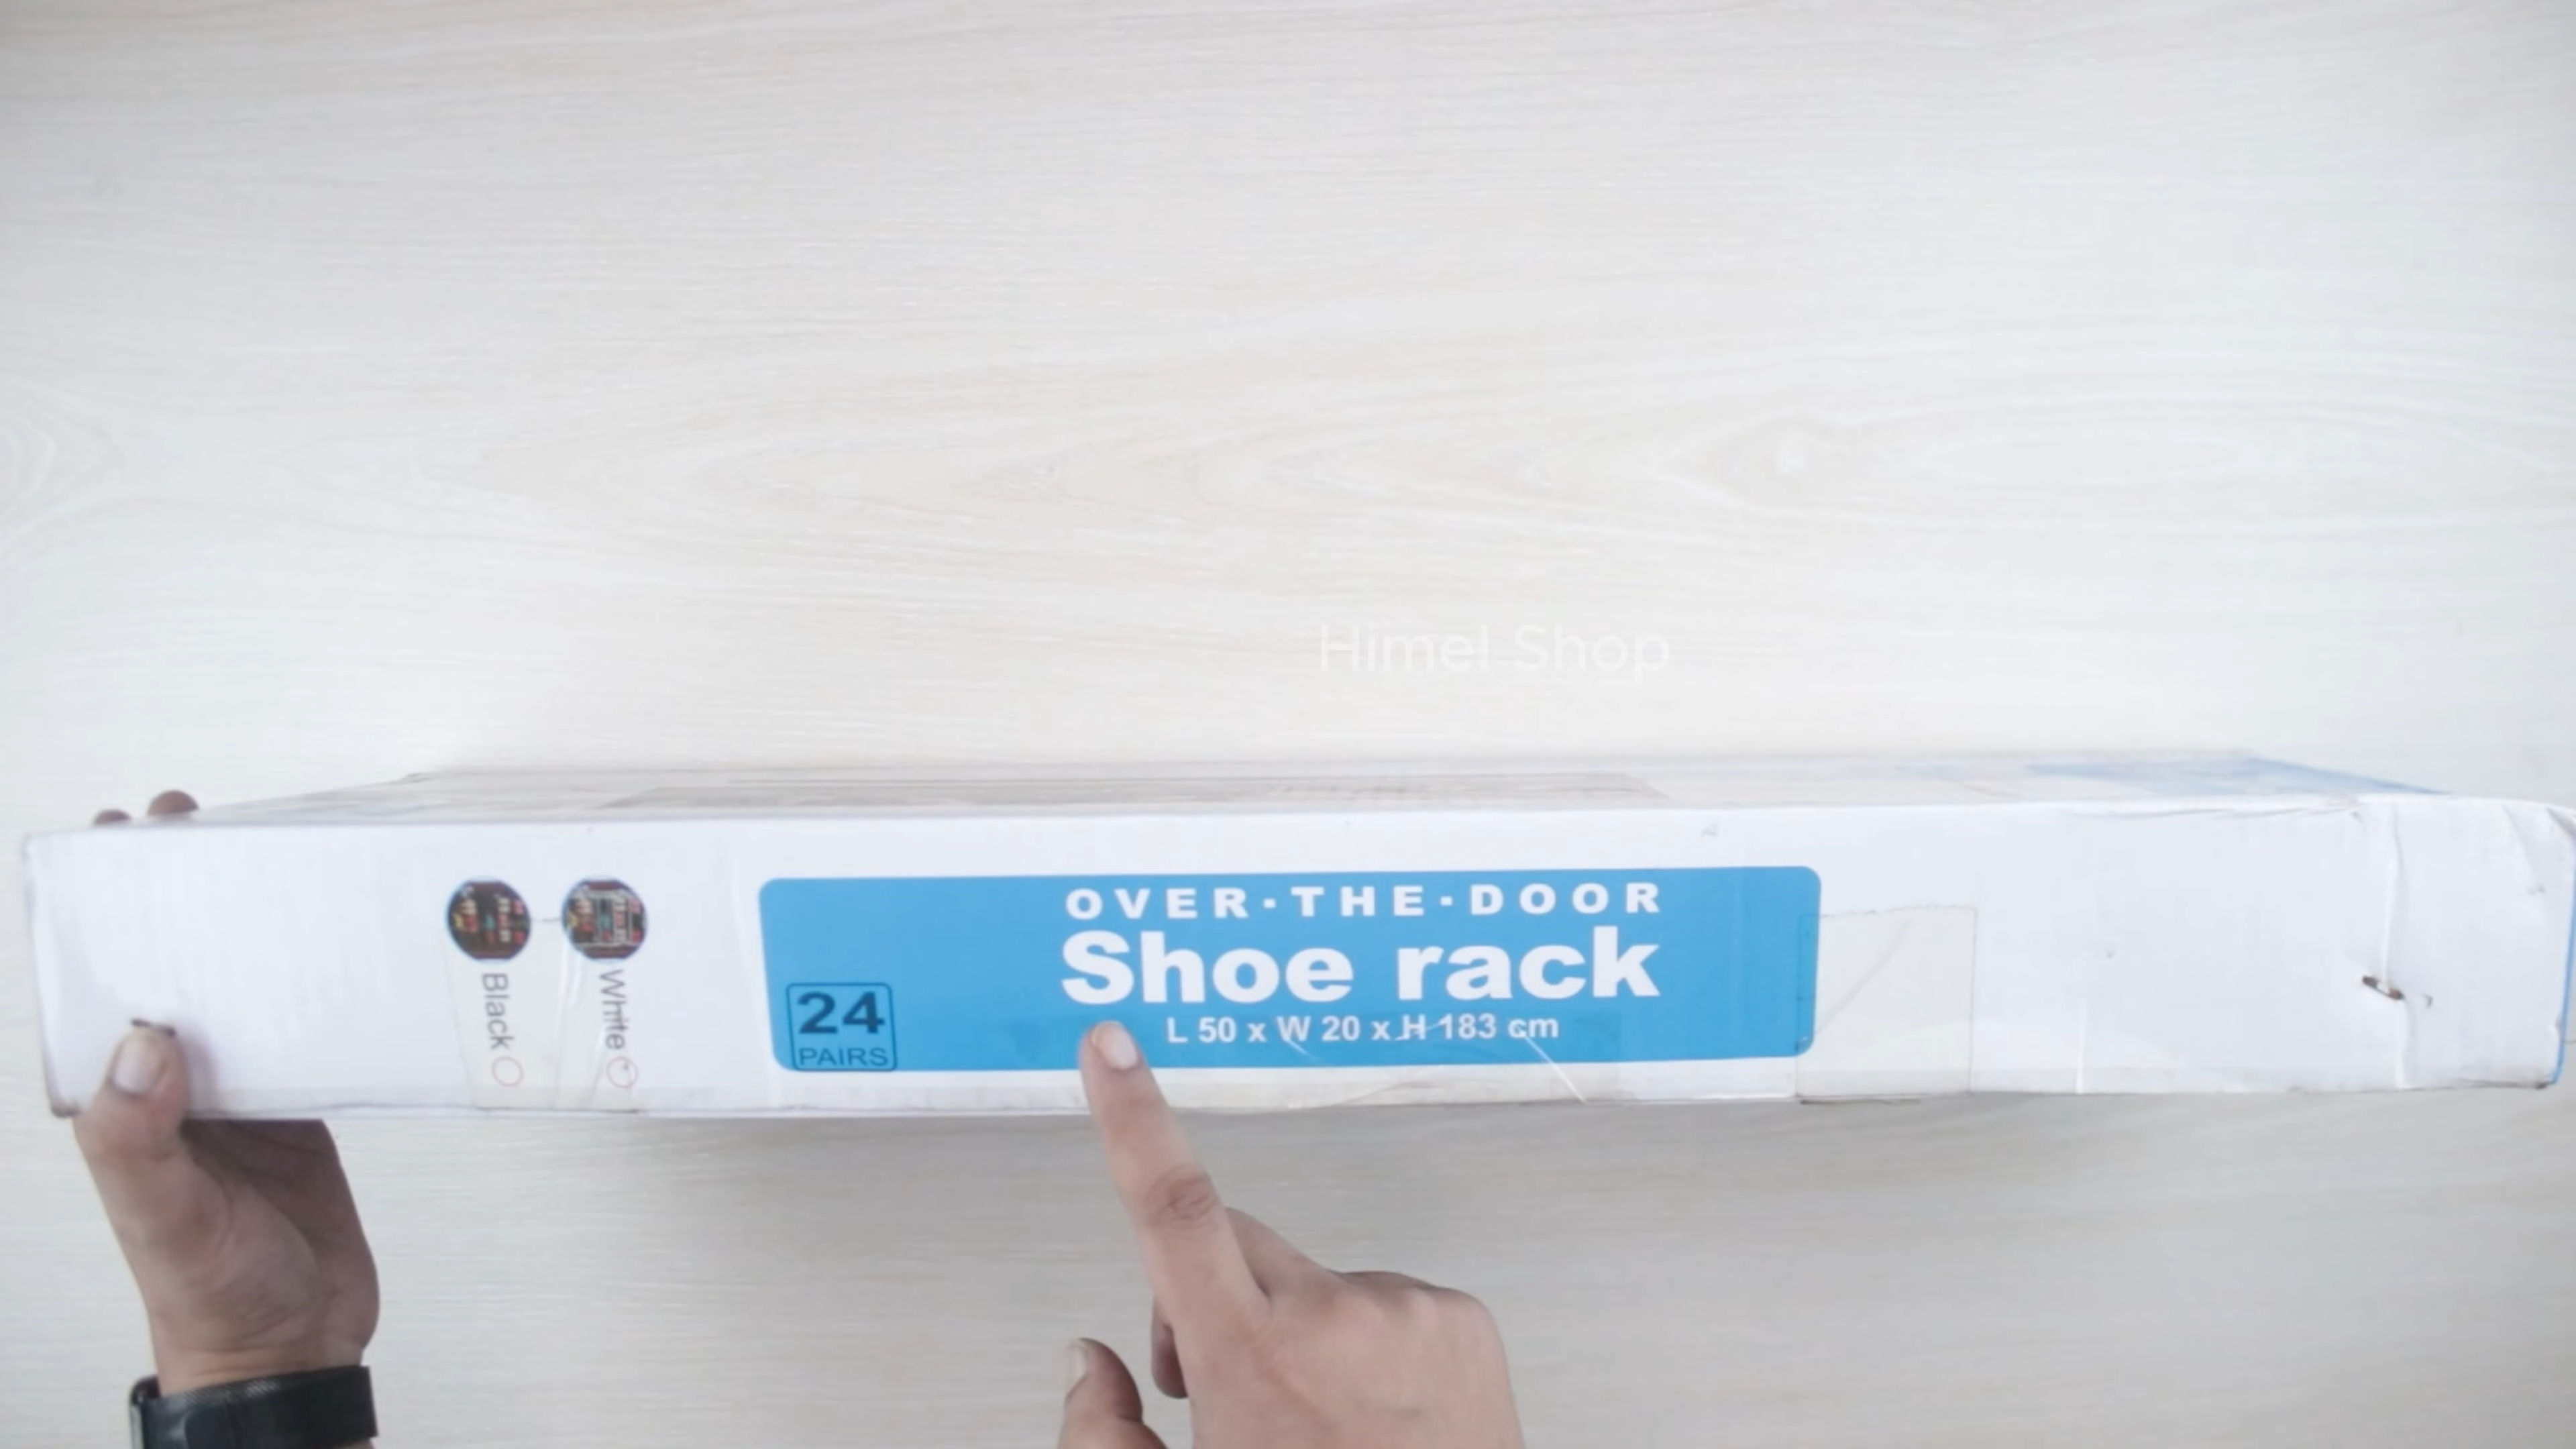 Himel Shop
OVER-THE-DOOR
Shoe rack
L 50 x W 20 x H 183 cm
24
PAIRS
Black
White